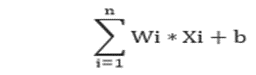 n
∑ Wi * Xi + b
i=1